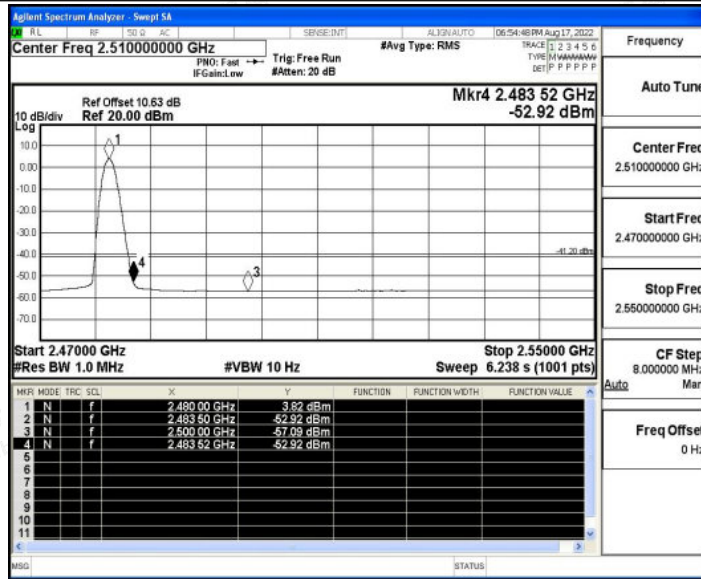 Agilent Spectrum Analyzer - Swept SA
RL RF 50 Ω AC SENSE:INT ALIGN AUTO 06:54:48 PM Aug 17, 2022
Center Freq 2.510000000 GHz #Avg Type: RMS TRACE 1 2 3 4 5 6
PNO: Fast Trig: Free Run TYPE M
IFGain:Low #Atten: 20 dB DET P P P P P P
Mkr4 2.483 52 GHz
-52.92 dBm
Ref Offset 10.63 dB
10 dB/div Ref 20.00 dBm
Log
1
10.0
0.00
-10.0
-20.0
-30.0
-40.0
-41.20 dBm
4
3
-50.0
-60.0
-70.0
Start 2.47000 GHz Stop 2.55000 GHz
#Res BW 1.0 MHz #VBW 10 Hz Sweep 6.238 s (1001 pts)
MKR MODE TRC SCL X Y FUNCTION FUNCTION WIDTH FUNCTION VALUE
1 N f 2.480 00 GHz 3.82 dBm
2 N f 2.483 50 GHz -52.92 dBm
3 N f 2.500 00 GHz -57.09 dBm
4 N f 2.483 52 GHz -52.92 dBm
5
6
7
8
9
10
11
MSG STATUS
Frequency
Auto Tune
Center Freq
2.510000000 GHz
Start Freq
2.470000000 GHz
Stop Freq
2.550000000 GHz
CF Step
8.000000 MHz
Auto Man
Freq Offset
0 Hz